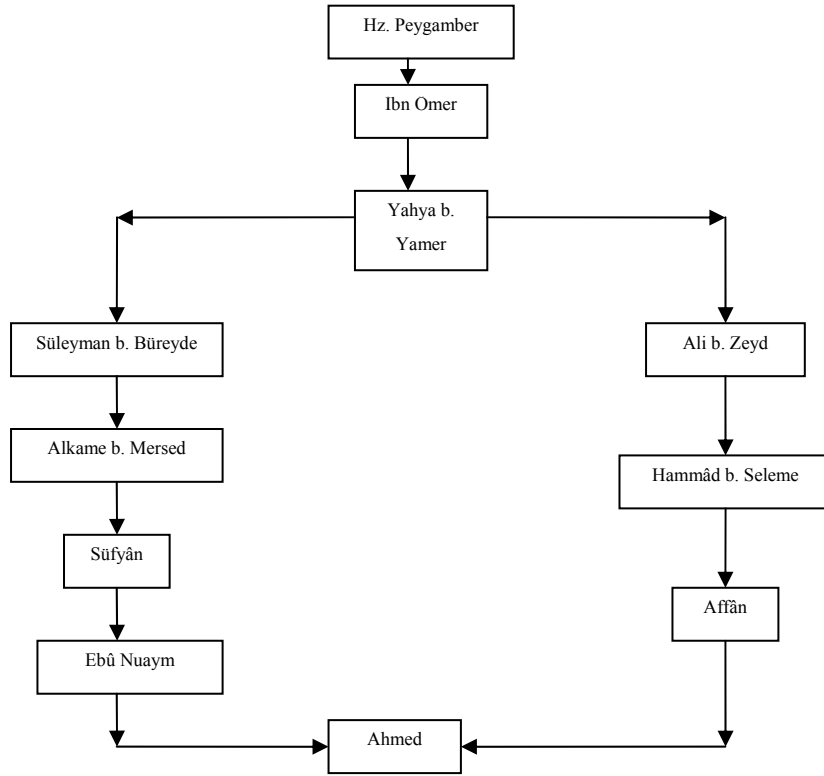 Hz. Peygamber
Ibn Omer
Yahya b.
Yamer
Süleyman b. Büreyde
Ali b. Zeyd
Alkame b. Mersed
Hammâd b. Seleme
Süfyân
Affân
Ebû Nuaym
Ahmed